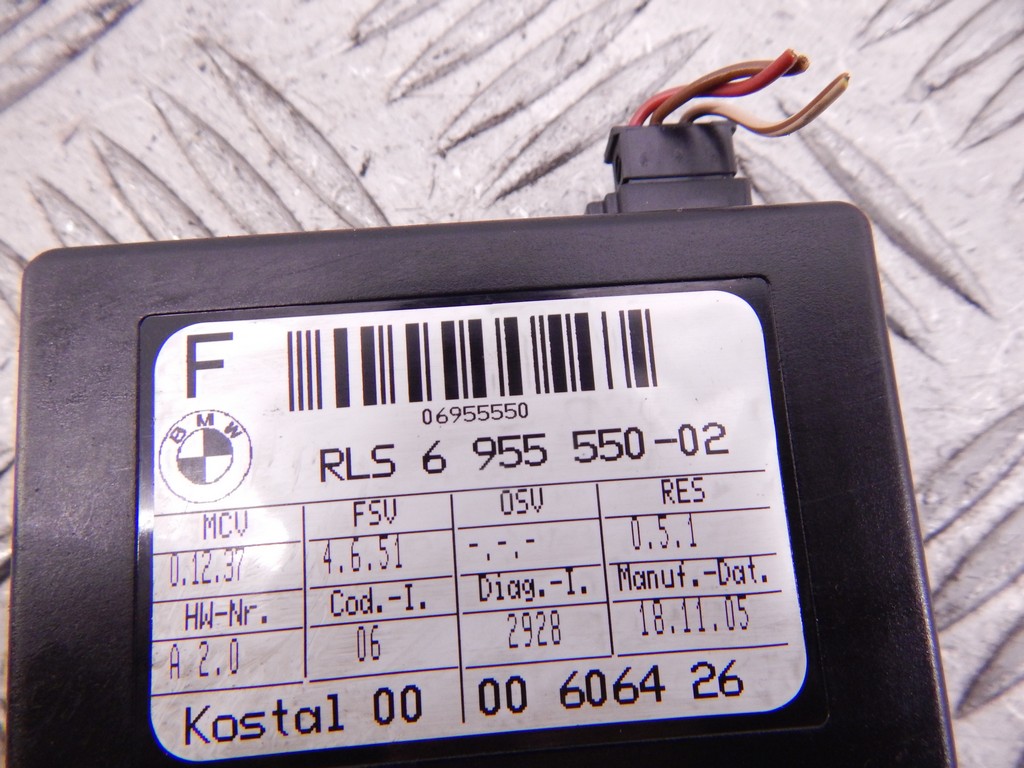 F
06955550
BMW
RLS 6 955 550-02
MCV FSV OSV RES
0.12.37 4.6.51 -.-.- 0.5.1
HW-Nr. Cod.-I. Diag.-I. Manuf.-Dat.
A 2.0 06 2928 18.11.05
Kostal 00 00 6064 26